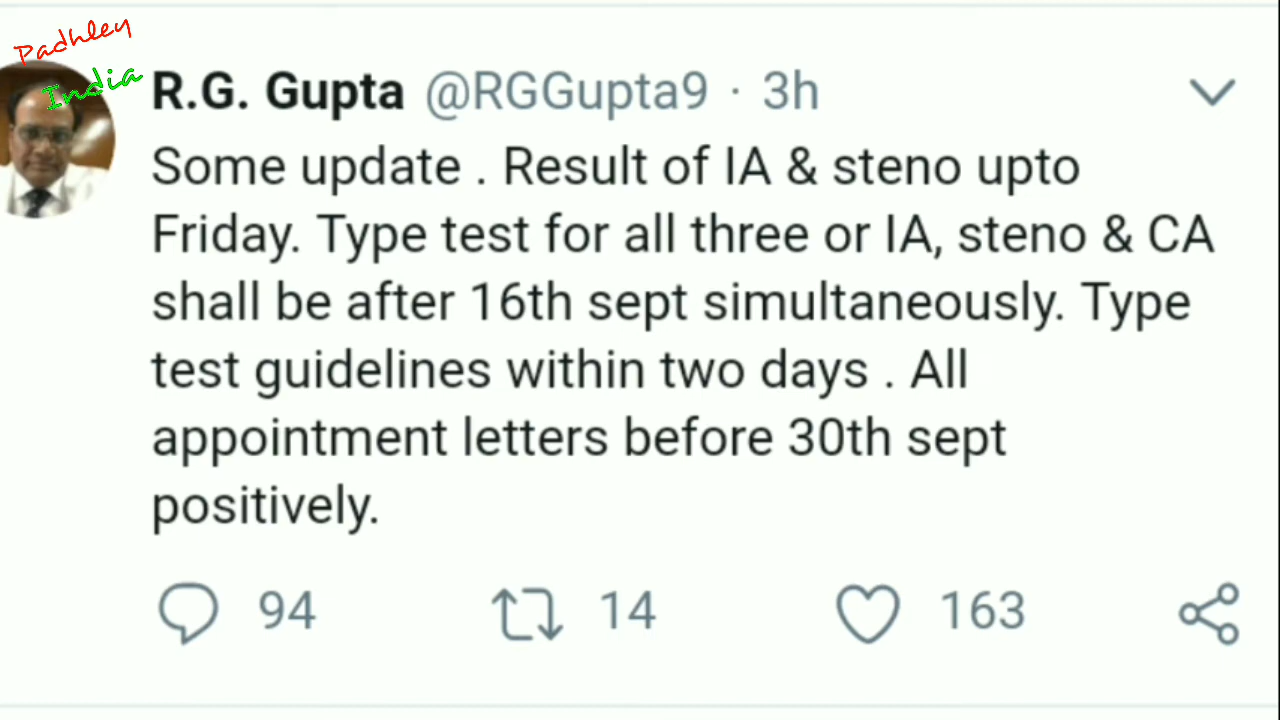 Padhley
India
R.G. Gupta @RGGupta9 · 3h
Some update . Result of IA & steno upto
Friday. Type test for all three or IA, steno & CA
shall be after 16th sept simultaneously. Type
test guidelines within two days . All
appointment letters before 30th sept
positively.
94 14 163